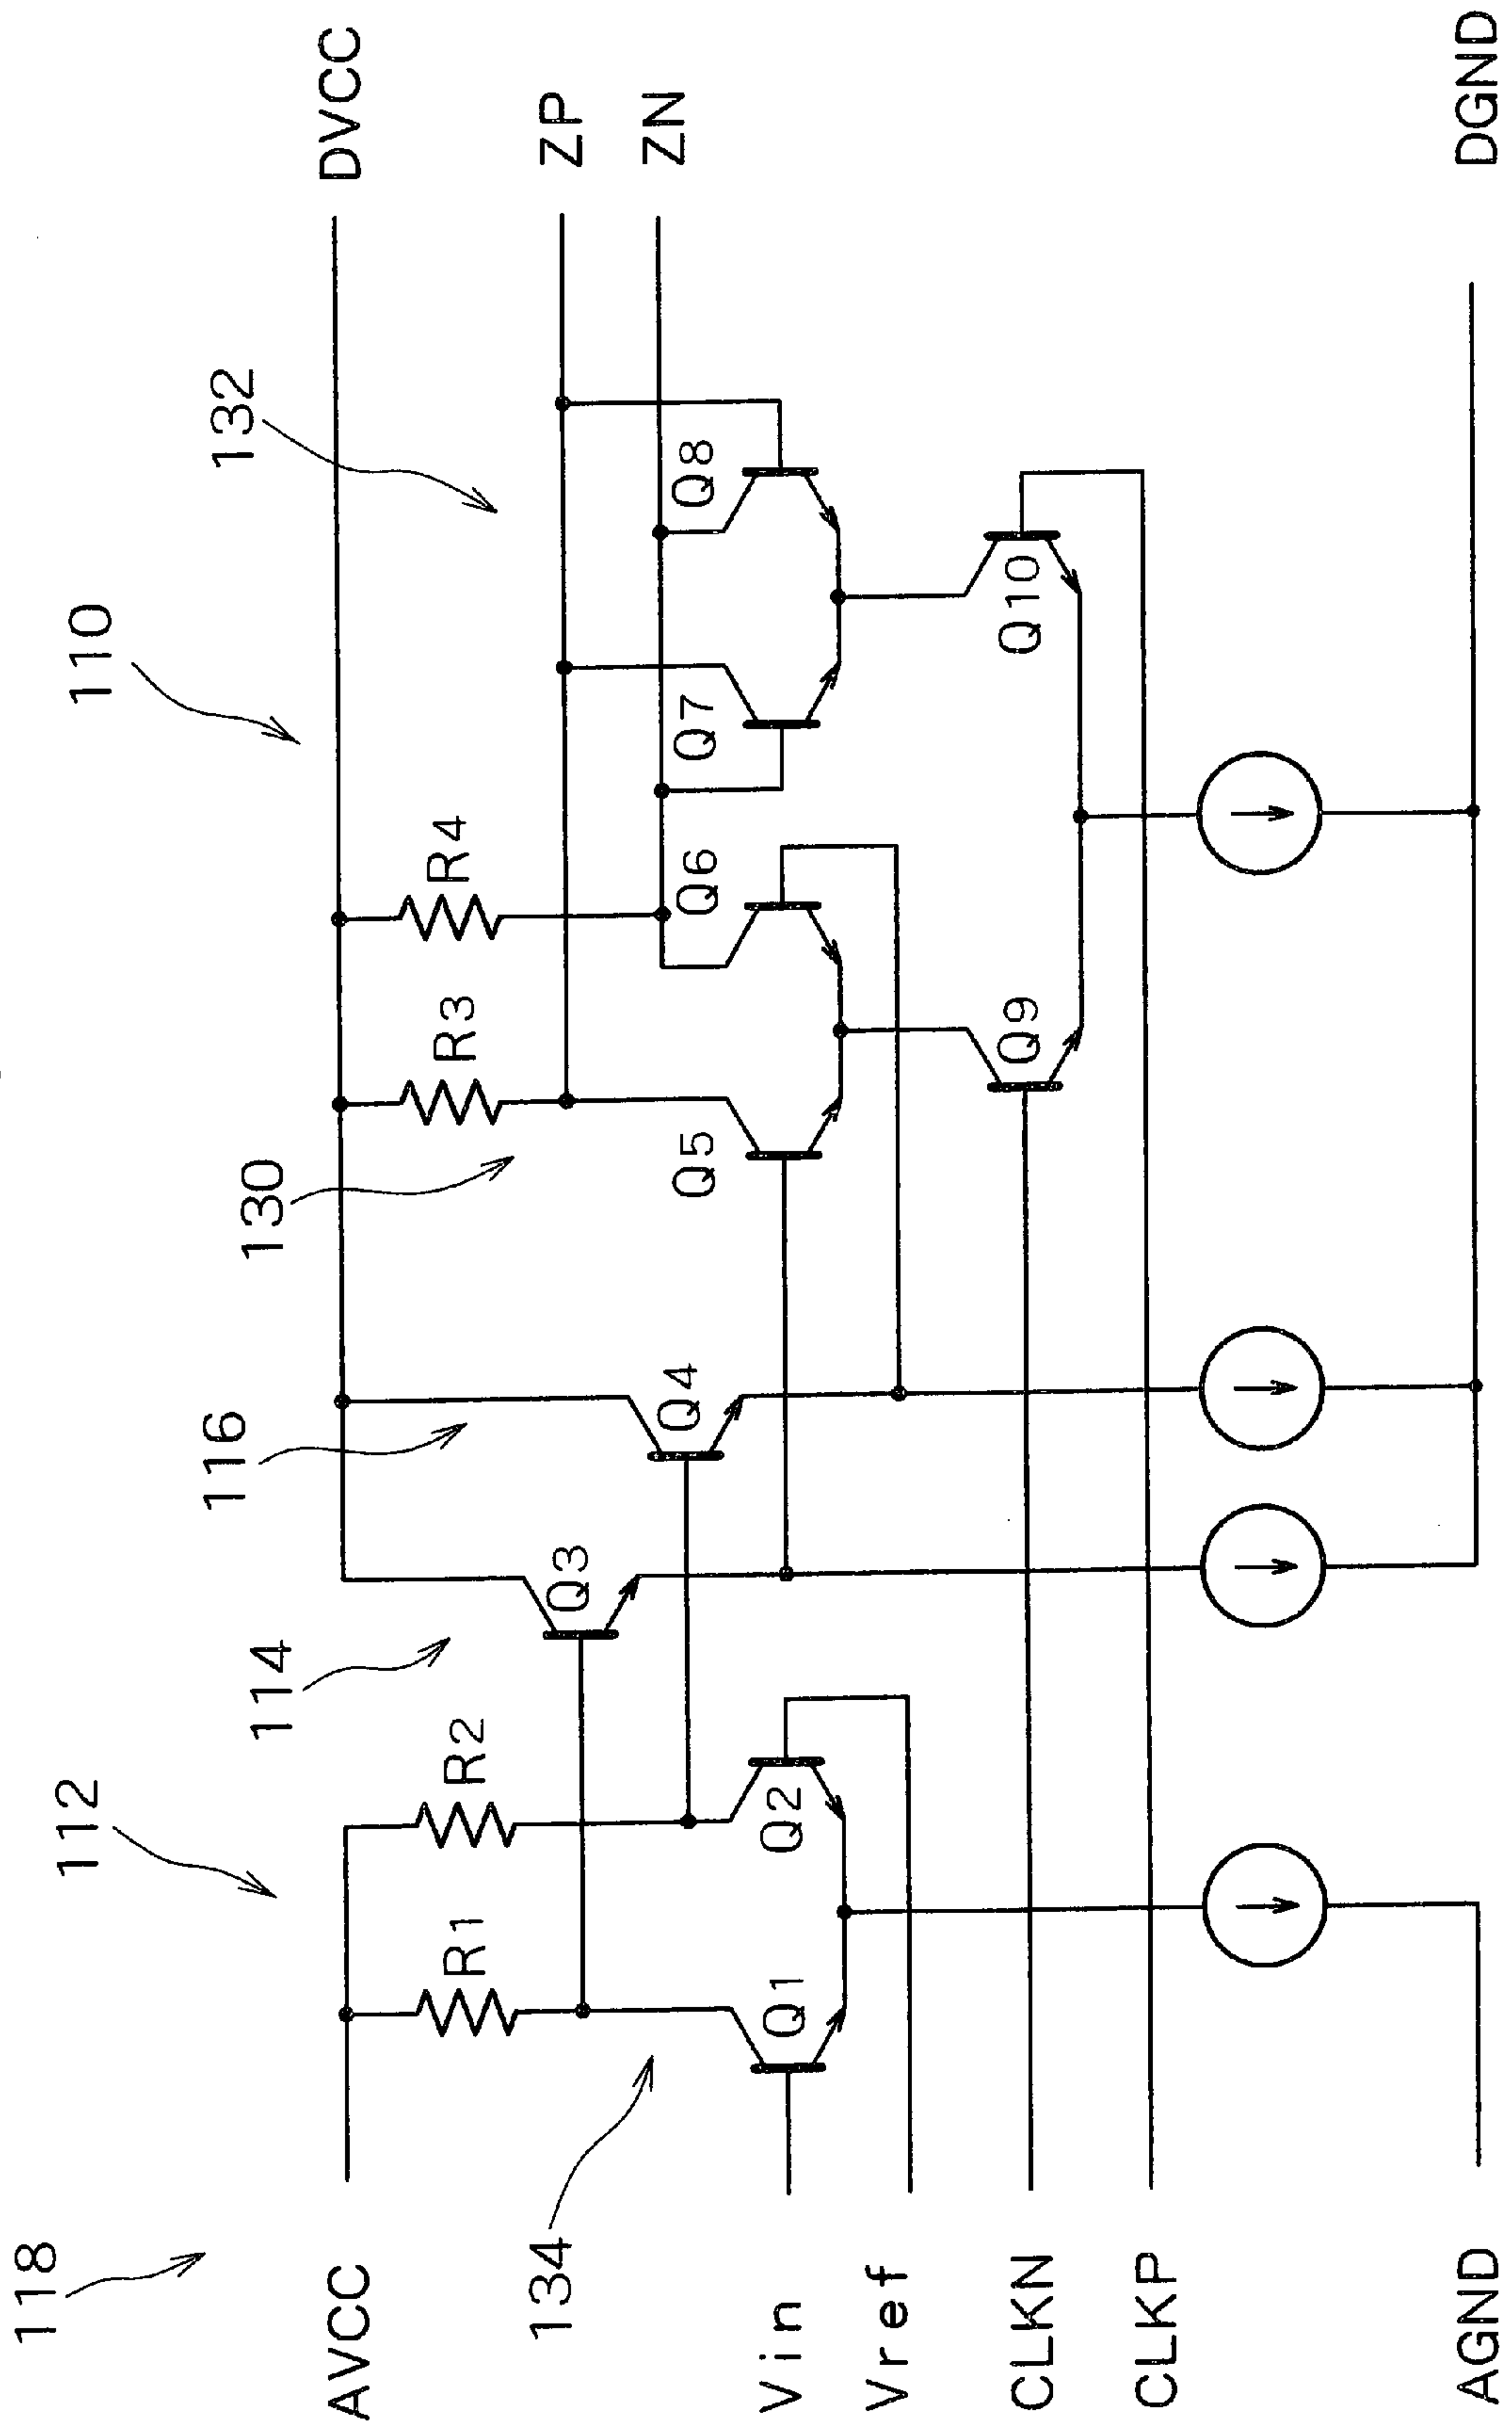 118
112
110
114
116
130
132
134
AVCC
DVCC
R1
R2
R3
R4
ZP
ZN
Q3
Q4
Q1
Q2
Q5
Q6
Q7
Q8
Q9
Q10
Vin
Vref
CLKN
CLKP
AGND
DGND